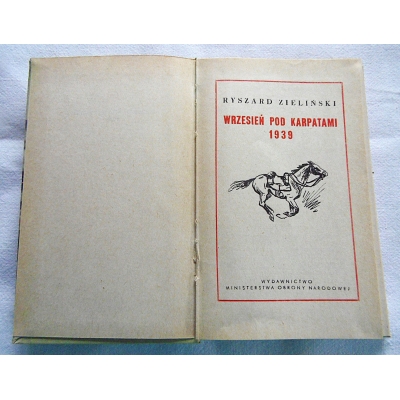 RYSZARD ZIELIŃSKI
WRZESIEŃ POD KARPATAMI
1939
WYDAWNICTWO
MINISTERSTWA OBRONY NARODOWEJ